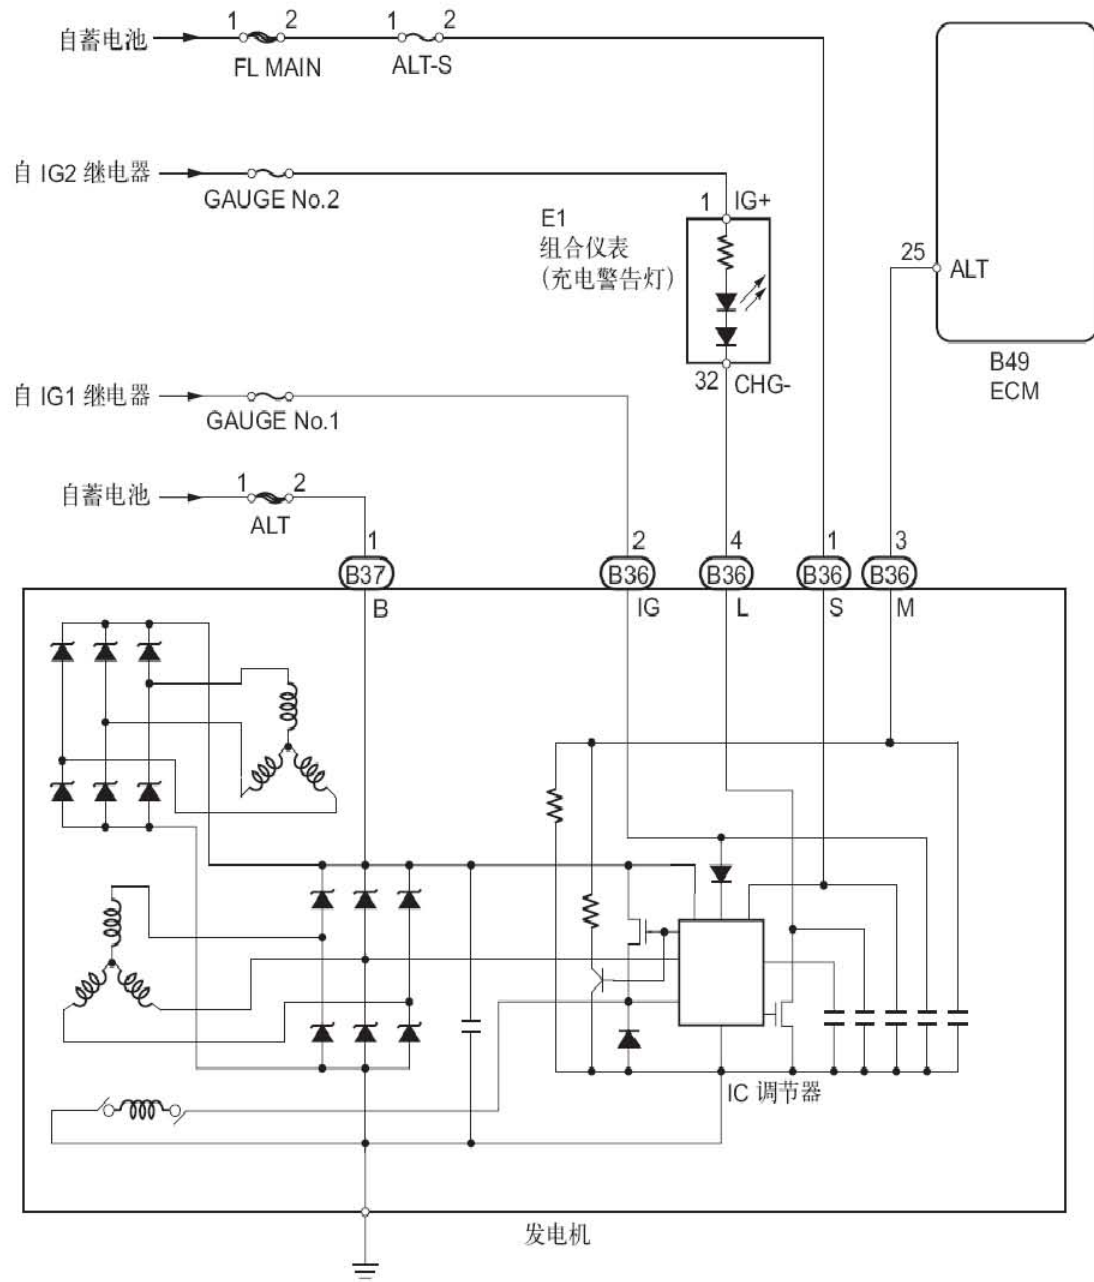 自蓄电池
1 2
FL MAIN
1 2
ALT-S
自 IG2 继电器
GAUGE No.2
1 IG+
E1
组合仪表
(充电警告灯)
32 CHG-
25 ALT
B49
ECM
自 IG1 继电器
GAUGE No.1
自蓄电池
1 2
ALT
1 2 4 1 3
B37 B36 B36 B36 B36
B IG L S M
IC 调节器
发电机